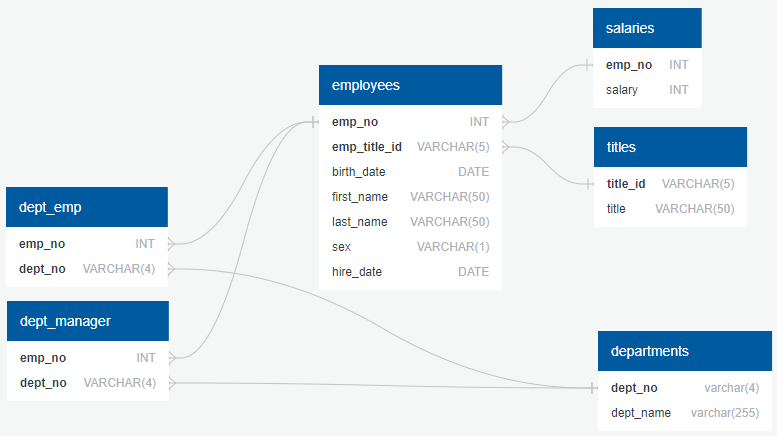 salaries
emp_no INT
salary INT
employees
emp_no INT
emp_title_id VARCHAR(5)
birth_date DATE
first_name VARCHAR(50)
last_name VARCHAR(50)
sex VARCHAR(1)
hire_date DATE
titles
title_id VARCHAR(5)
title VARCHAR(50)
dept_emp
emp_no INT
dept_no VARCHAR(4)
dept_manager
emp_no INT
dept_no VARCHAR(4)
departments
dept_no varchar(4)
dept_name varchar(255)